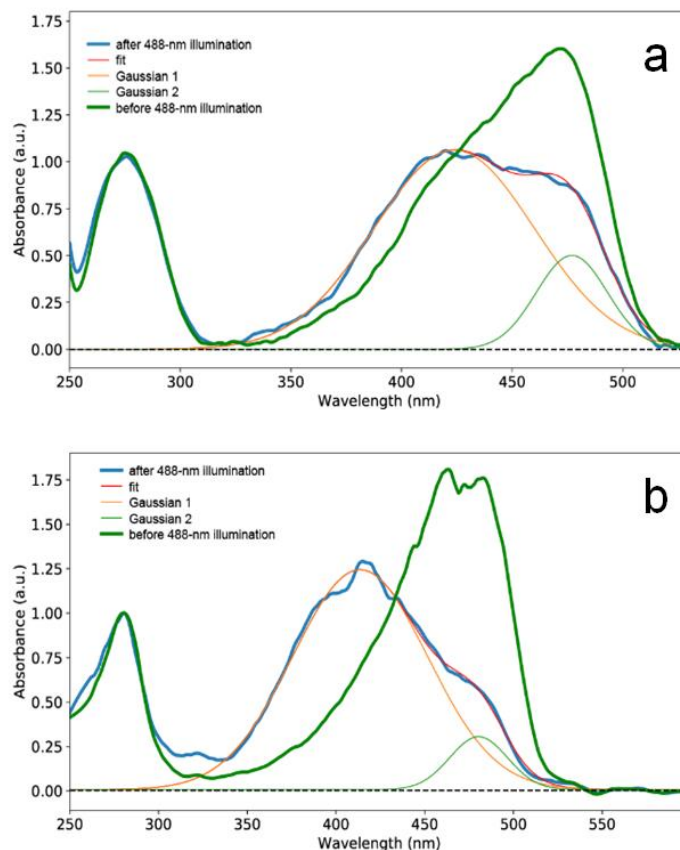 a
after 488-nm illumination
fit
Gaussian 1
Gaussian 2
before 488-nm illumination
Absorbance (a.u.)
1.75
1.50
1.25
1.00
0.75
0.50
0.25
0.00
250 300 350 400 450 500
Wavelength (nm)
b
after 488-nm illumination
fit
Gaussian 1
Gaussian 2
before 488-nm illumination
Absorbance (a.u.)
1.75
1.50
1.25
1.00
0.75
0.50
0.25
0.00
250 300 350 400 450 500 550
Wavelength (nm)